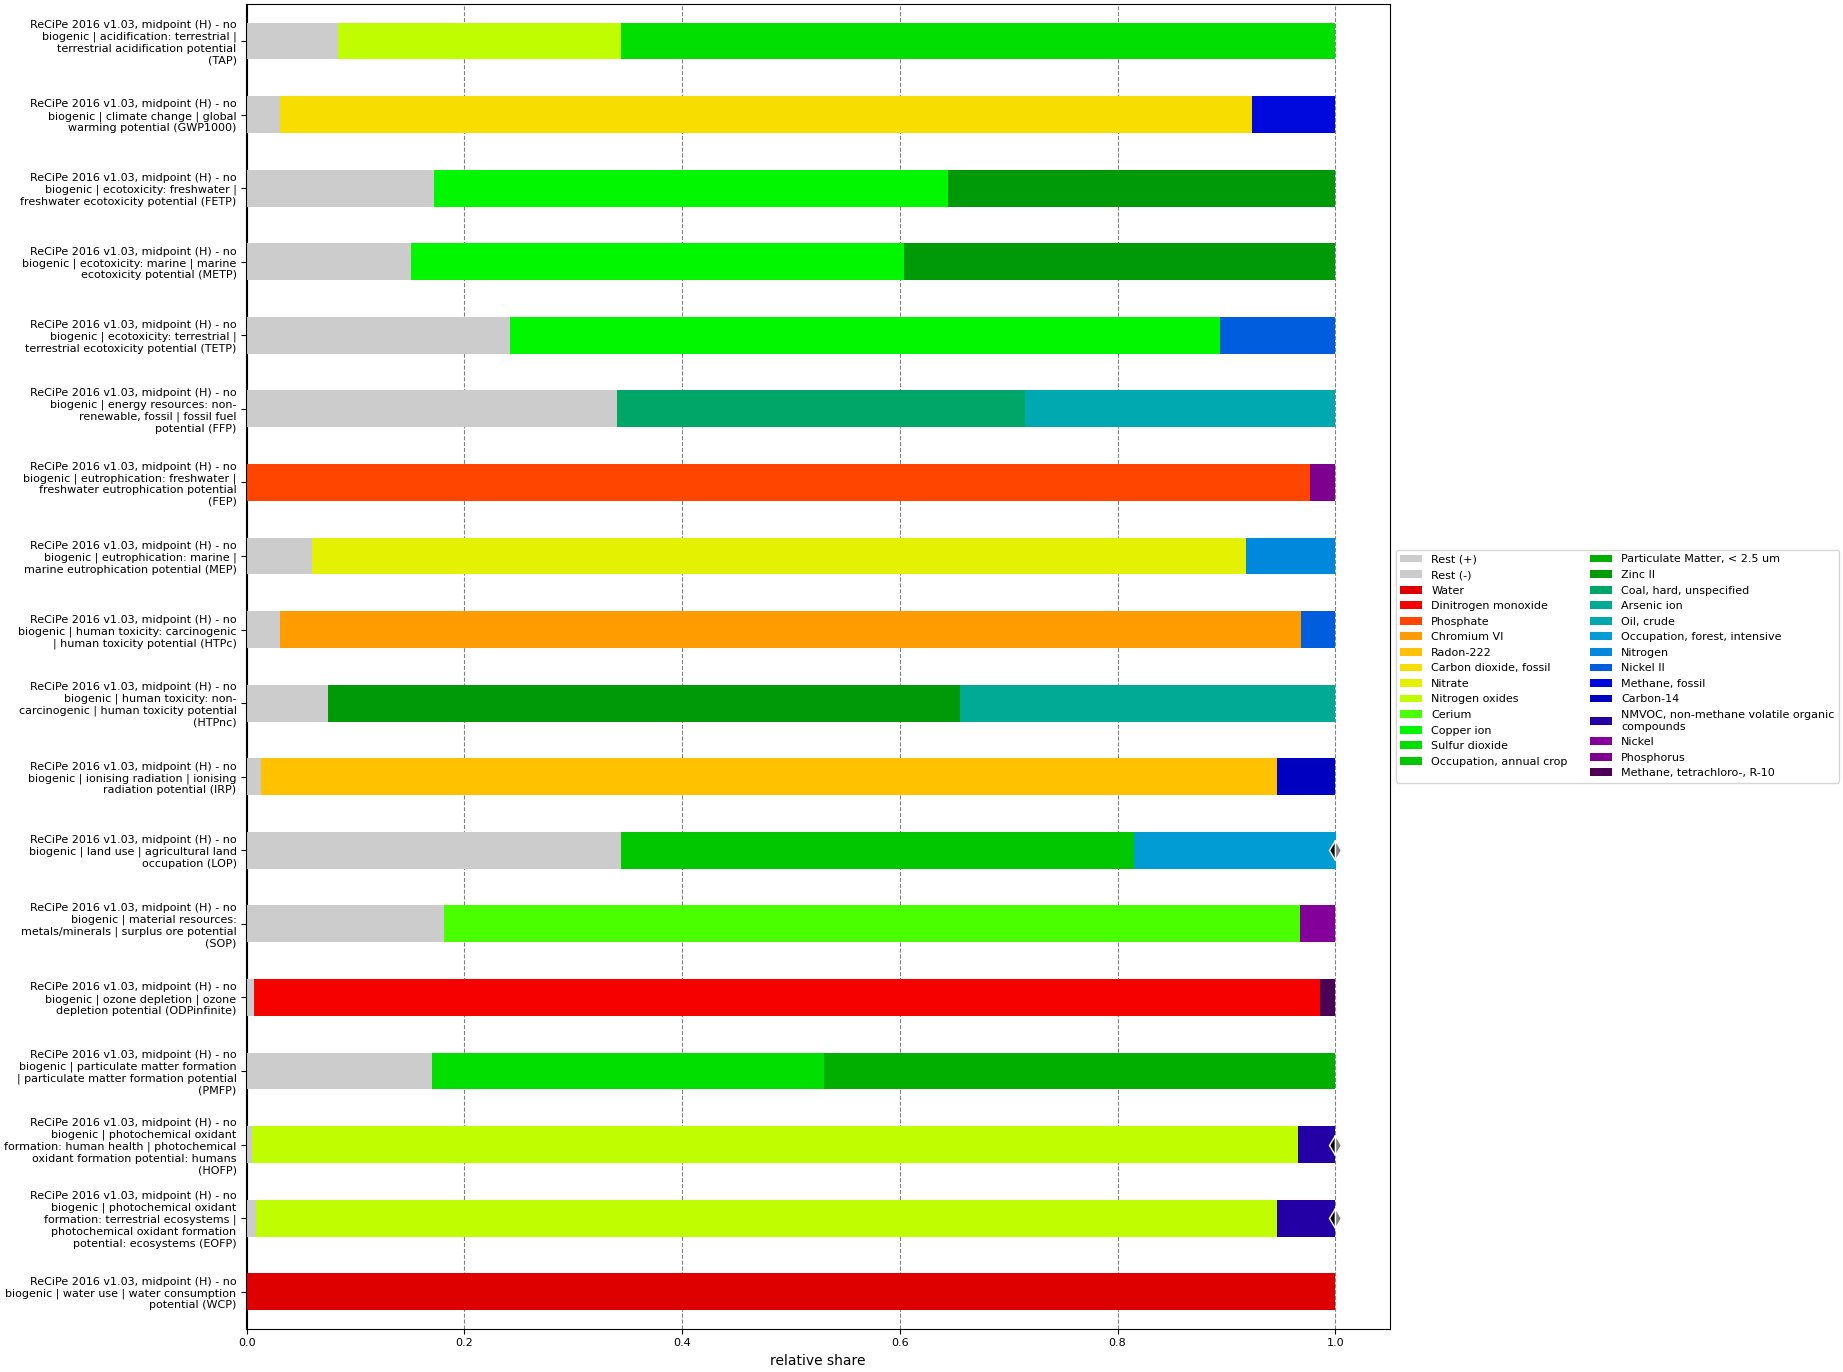 ReCiPe 2016 v1.03, midpoint (H) - no
biogenic | acidification: terrestrial |
terrestrial acidification potential
(TAP)
ReCiPe 2016 v1.03, midpoint (H) - no
biogenic | climate change | global
warming potential (GWP1000)
ReCiPe 2016 v1.03, midpoint (H) - no
biogenic | ecotoxicity: freshwater |
freshwater ecotoxicity potential (FETP)
ReCiPe 2016 v1.03, midpoint (H) - no
biogenic | ecotoxicity: marine | marine
ecotoxicity potential (METP)
ReCiPe 2016 v1.03, midpoint (H) - no
biogenic | ecotoxicity: terrestrial |
terrestrial ecotoxicity potential (TETP)
ReCiPe 2016 v1.03, midpoint (H) - no
biogenic | energy resources: non-
renewable, fossil | fossil fuel
potential (FFP)
ReCiPe 2016 v1.03, midpoint (H) - no
biogenic | eutrophication: freshwater |
freshwater eutrophication potential
(FEP)
ReCiPe 2016 v1.03, midpoint (H) - no
biogenic | eutrophication: marine |
marine eutrophication potential (MEP)
ReCiPe 2016 v1.03, midpoint (H) - no
biogenic | human toxicity: carcinogenic
| human toxicity potential (HTPc)
ReCiPe 2016 v1.03, midpoint (H) - no
biogenic | human toxicity: non-
carcinogenic | human toxicity potential
(HTPnc)
ReCiPe 2016 v1.03, midpoint (H) - no
biogenic | ionising radiation | ionising
radiation potential (IRP)
ReCiPe 2016 v1.03, midpoint (H) - no
biogenic | land use | agricultural land
occupation (LOP)
ReCiPe 2016 v1.03, midpoint (H) - no
biogenic | material resources:
metals/minerals | surplus ore potential
(SOP)
ReCiPe 2016 v1.03, midpoint (H) - no
biogenic | ozone depletion | ozone
depletion potential (ODPinfinite)
ReCiPe 2016 v1.03, midpoint (H) - no
biogenic | particulate matter formation
| particulate matter formation potential
(PMFP)
ReCiPe 2016 v1.03, midpoint (H) - no
biogenic | photochemical oxidant
formation: human health | photochemical
oxidant formation potential: humans
(HOFP)
ReCiPe 2016 v1.03, midpoint (H) - no
biogenic | photochemical oxidant
formation: terrestrial ecosystems |
photochemical oxidant formation
potential: ecosystems (EOFP)
ReCiPe 2016 v1.03, midpoint (H) - no
biogenic | water use | water consumption
potential (WCP)
0.0 0.2 0.4 0.6 0.8 1.0
relative share
Rest (+)
Rest (-)
Water
Dinitrogen monoxide
Phosphate
Chromium VI
Radon-222
Carbon dioxide, fossil
Nitrate
Nitrogen oxides
Cerium
Copper ion
Sulfur dioxide
Occupation, annual crop
Particulate Matter, < 2.5 um
Zinc II
Coal, hard, unspecified
Arsenic ion
Oil, crude
Occupation, forest, intensive
Nitrogen
Nickel II
Methane, fossil
Carbon-14
NMVOC, non-methane volatile organic
compounds
Nickel
Phosphorus
Methane, tetrachloro-, R-10